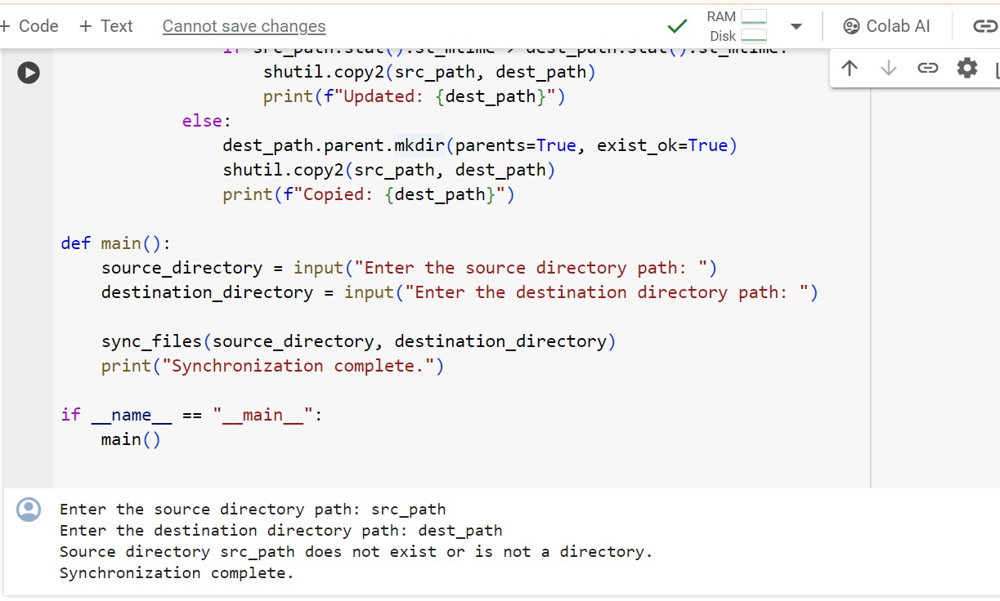 + Code + Text Cannot save changes
RAM
Disk
Colab AI
if src_path.stat().st_mtime > dest_path.stat().st_mtime:
shutil.copy2(src_path, dest_path)
print(f"Updated: {dest_path}")
else:
dest_path.parent.mkdir(parents=True, exist_ok=True)
shutil.copy2(src_path, dest_path)
print(f"Copied: {dest_path}")
def main():
source_directory = input("Enter the source directory path: ")
destination_directory = input("Enter the destination directory path: ")
sync_files(source_directory, destination_directory)
print("Synchronization complete.")
if __name__ == "__main__":
main()
Enter the source directory path: src_path
Enter the destination directory path: dest_path
Source directory src_path does not exist or is not a directory.
Synchronization complete.